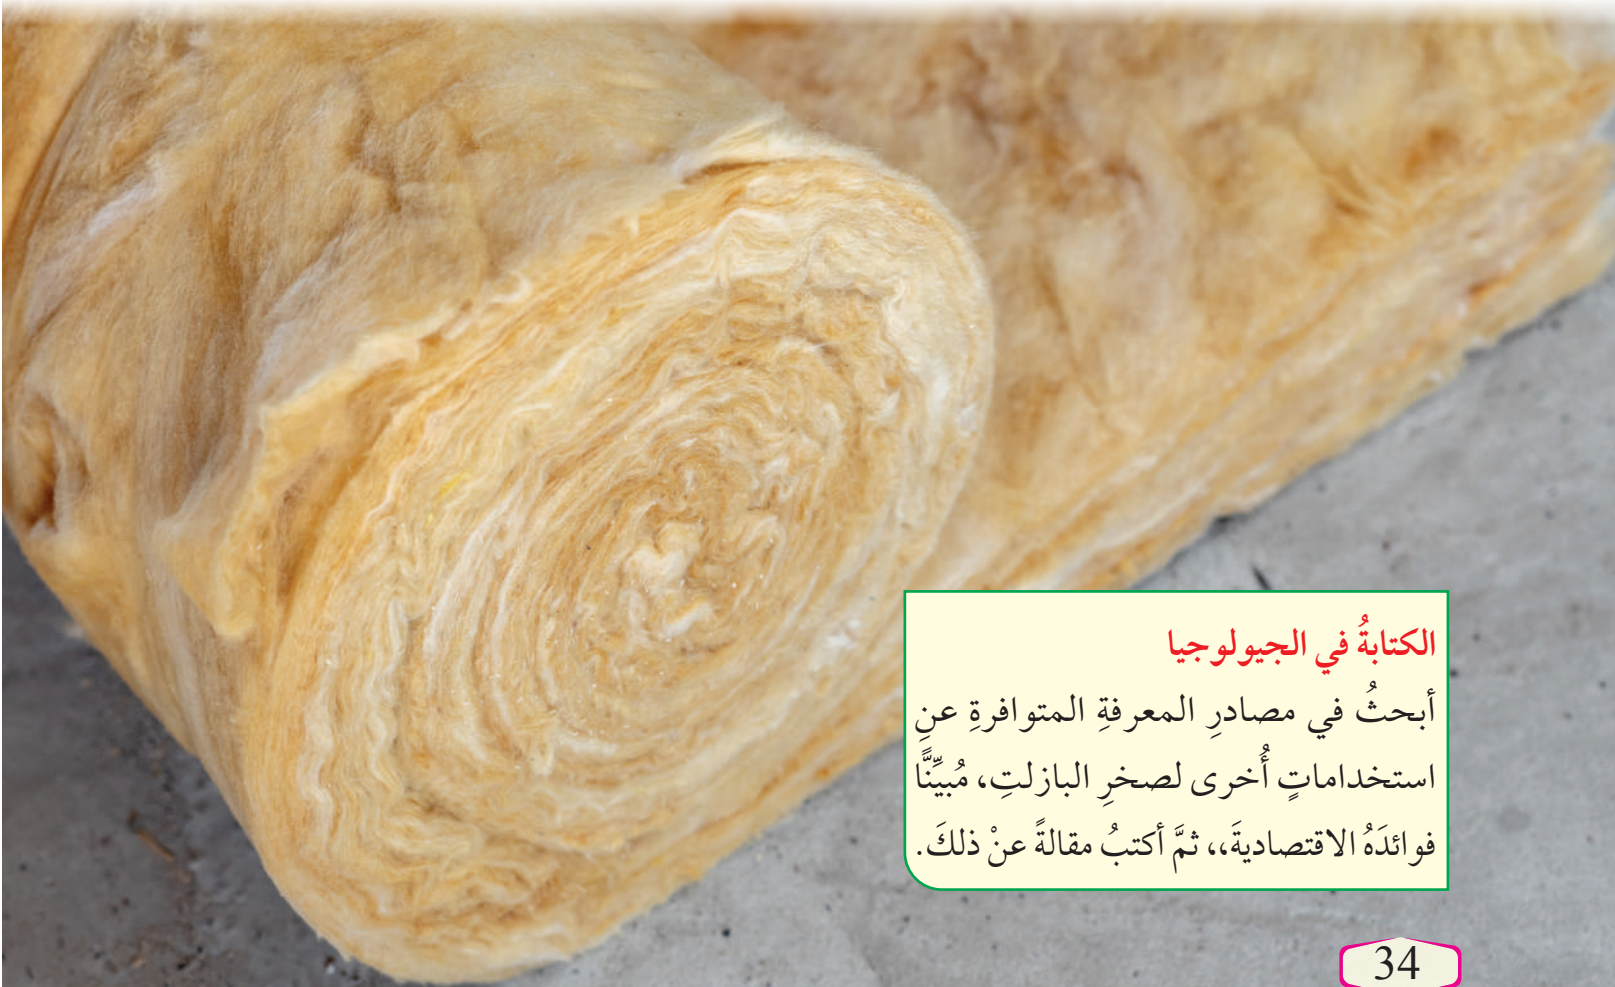 الكتابةُ في الجيولوجيا
أبحثُ في مصادرِ المعرفةِ المتوافرةِ عنِ
استخداماتٍ أُخرى لصخرِ البازلتِ، مُبيِّنًا
فوائدَهُ الاقتصاديةَ،، ثمَّ أكتبُ مقالةً عنْ ذلكَ.
34